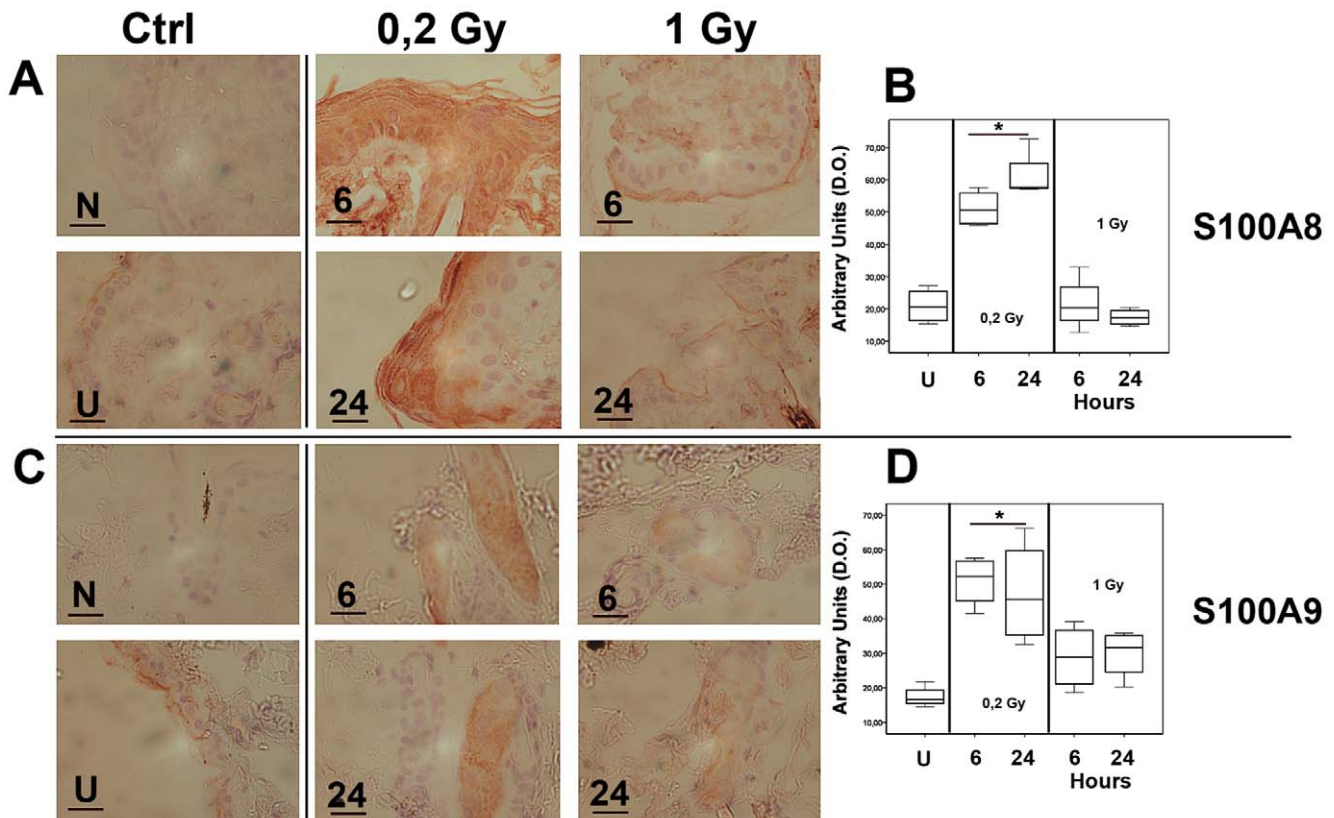 Ctrl 0,2 Gy 1 Gy
A
N
6
6
U
24
24
B
Arbitrary Units (D.O.)
70,00
60,00
50,00
40,00
30,00
20,00
10,00
*
1 Gy
0,2 Gy
U 6 24 6 24
Hours
S100A8
C
N
6
6
U
24
24
D
Arbitrary Units (D.O.)
70,00
60,00
50,00
40,00
30,00
20,00
10,00
*
1 Gy
0,2 Gy
U 6 24 6 24
Hours
S100A9